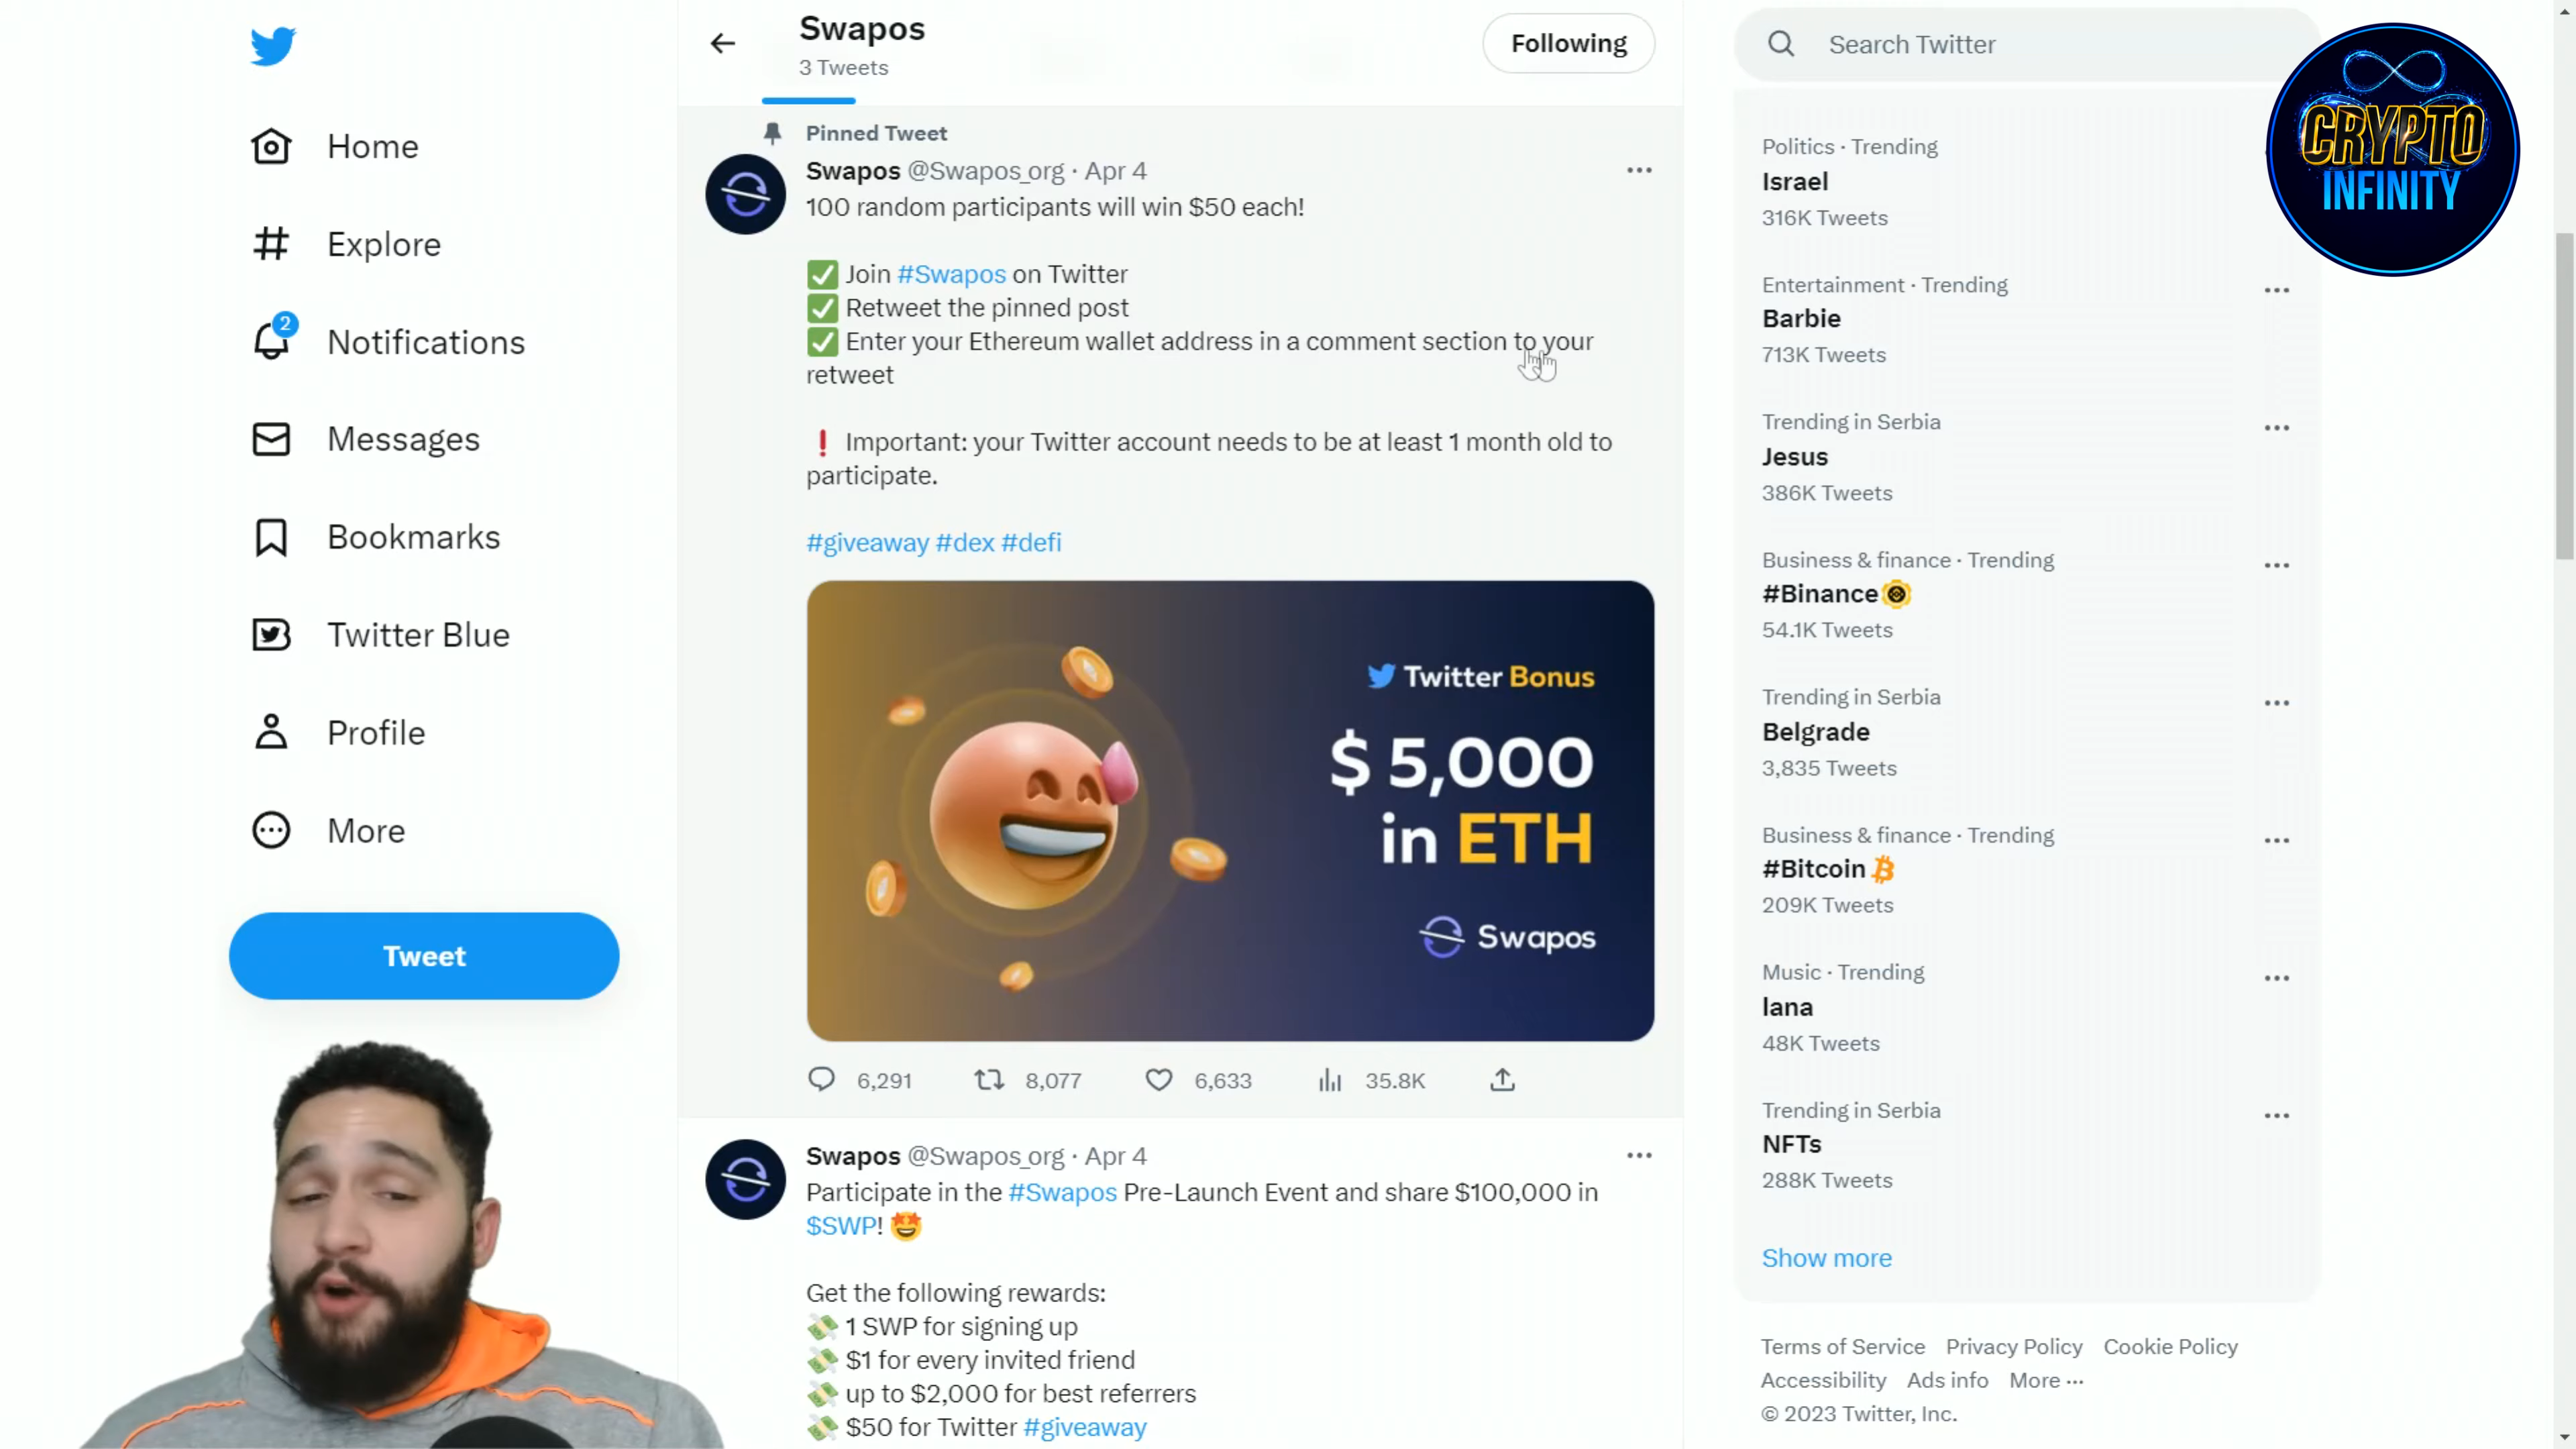 Home
Explore
2
Notifications
Messages
Bookmarks
Twitter Blue
Profile
More
Tweet
Swapos
3 Tweets
Following
Pinned Tweet
Swapos @Swapos_org · Apr 4
100 random participants will win $50 each!
✅ Join #Swapos on Twitter
✅ Retweet the pinned post
✅ Enter your Ethereum wallet address in a comment section to your
retweet
❗ Important: your Twitter account needs to be at least 1 month old to
participate.
#giveaway #dex #defi
Twitter Bonus
$ 5,000
in ETH
Swapos
6,291 8,077 6,633 35.8K
Swapos @Swapos_org · Apr 4
Participate in the #Swapos Pre-Launch Event and share $100,000 in
$SWP! 🤩
Get the following rewards:
💸 1 SWP for signing up
💸 $1 for every invited friend
💸 up to $2,000 for best referrers
💸 $50 for Twitter #giveaway
Search Twitter
CRYPTO
INFINITY
Politics · Trending
Israel
316K Tweets
Entertainment · Trending
Barbie
713K Tweets
Trending in Serbia
Jesus
386K Tweets
Business & finance · Trending
#Binance
54.1K Tweets
Trending in Serbia
Belgrade
3,835 Tweets
Business & finance · Trending
#Bitcoin
209K Tweets
Music · Trending
lana
48K Tweets
Trending in Serbia
NFTs
288K Tweets
Show more
Terms of Service Privacy Policy Cookie Policy
Accessibility Ads info More ···
© 2023 Twitter, Inc.